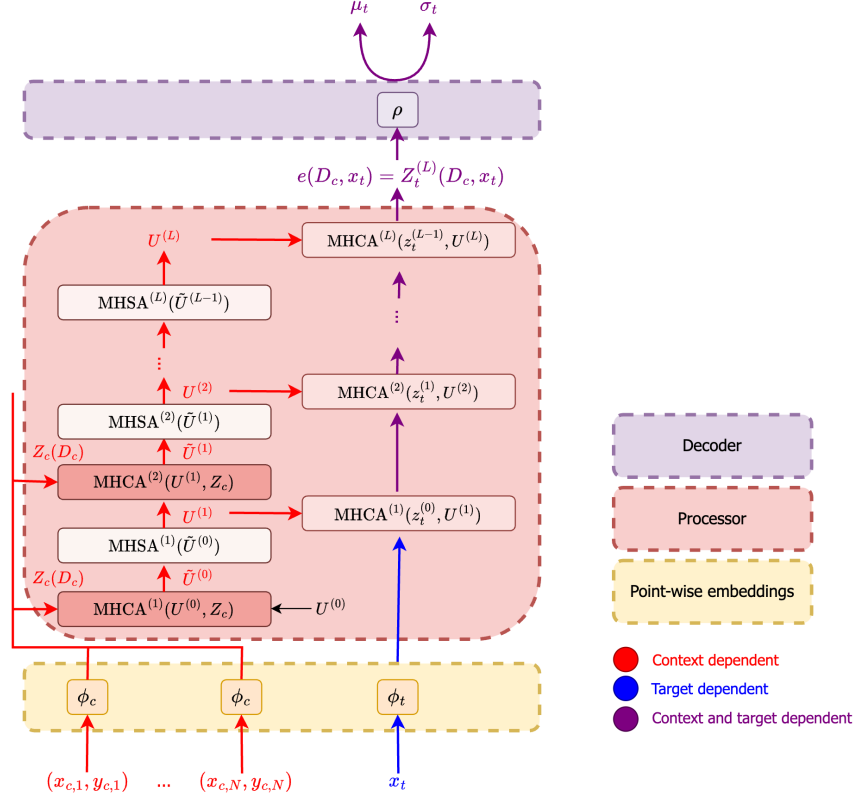 μ_t σ_t
ρ
e(D_c, x_t) = Z_t^{(L)}(D_c, x_t)
U^{(L)}
MHCA^{(L)}(z_t^{(L-1)}, U^{(L)})
MHSA^{(L)}(Ũ^{(L-1)})
...
...
U^{(2)}
MHCA^{(2)}(z_t^{(1)}, U^{(2)})
MHSA^{(2)}(Ũ^{(1)})
Z_c(D_c)
Ũ^{(1)}
MHCA^{(2)}(U^{(1)}, Z_c)
U^{(1)}
MHCA^{(1)}(z_t^{(0)}, U^{(1)})
MHSA^{(1)}(Ũ^{(0)})
Z_c(D_c)
Ũ^{(0)}
MHCA^{(1)}(U^{(0)}, Z_c)
U^{(0)}
φ_c φ_c φ_t
(x_{c,1}, y_{c,1}) ... (x_{c,N}, y_{c,N}) x_t
Decoder
Processor
Point-wise embeddings
Context dependent
Target dependent
Context and target dependent